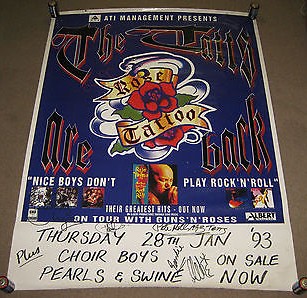 ATI MANAGEMENT PRESENTS
The Tatts
Rose
Tattoo
are back
"NICE BOYS DON'T PLAY ROCK'N'ROLL"
THEIR GREATEST HITS - OUT NOW
ALBERT
ON TOUR WITH GUNS'N'ROSES
THURSDAY 28TH JAN 93
Plus CHOIR BOYS ON SALE
PEARLS & SWINE NOW